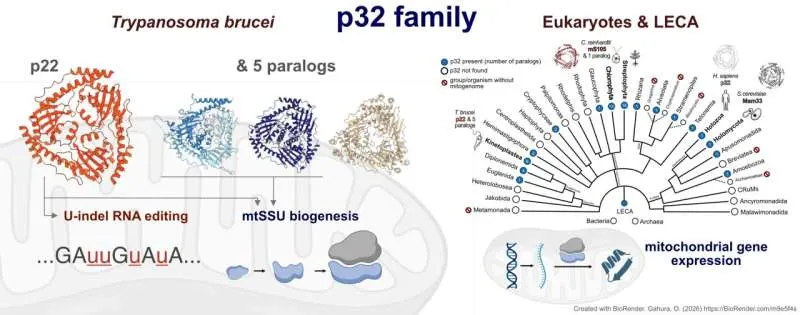 p32 family
Trypanosoma brucei
p22
& 5 paralogs
U-indel RNA editing
mtSSU biogenesis
...GAuuGuAuA...
Eukaryotes & LECA
p32 present (number of paralogs)
p32 not found
group/organism without
mitogenome
C. reinhardtii
mS105
& 1 paralog
H. sapiens
p32
S. cerevisiae
Mam33
T. brucei
p22 & 5
paralogs
Metamonada
Jakobida
Heterolobosea
Euglenida
Diplonemida
Kinetoplastea
Hemimastigophora
Centroplasthelida
Haptophyta
Cryptophyceae
Papilionovora
Rhodelphia
Rhodophyta
Glaucophyta
Chlorophyta
Streptophyta
Rhizaria
Alveolata
Stramenopiles
Telonemia
Holozoa
Holomycota
Apusomonadida
Breviatea
Amoebozoa
CRuMs
Ancyromonadida
Malawimonadida
LECA
Bacteria
Archaea
mitochondrial gene
expression
Created with BioRender. Gahura, O. (2026) https://BioRender.com/m9e5f4s